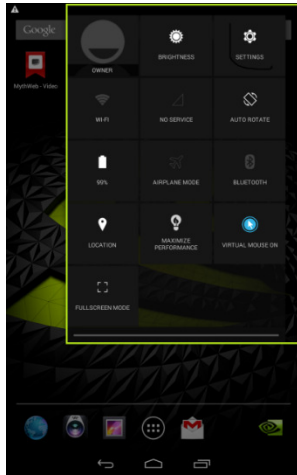 Google
OWNER
BRIGHTNESS
SETTINGS
MythWeb - Video
WI-FI
NO SERVICE
AUTO ROTATE
99%
AIRPLANE MODE
BLUETOOTH
LOCATION
MAXIMIZE
PERFORMANCE
VIRTUAL MOUSE ON
FULLSCREEN MODE